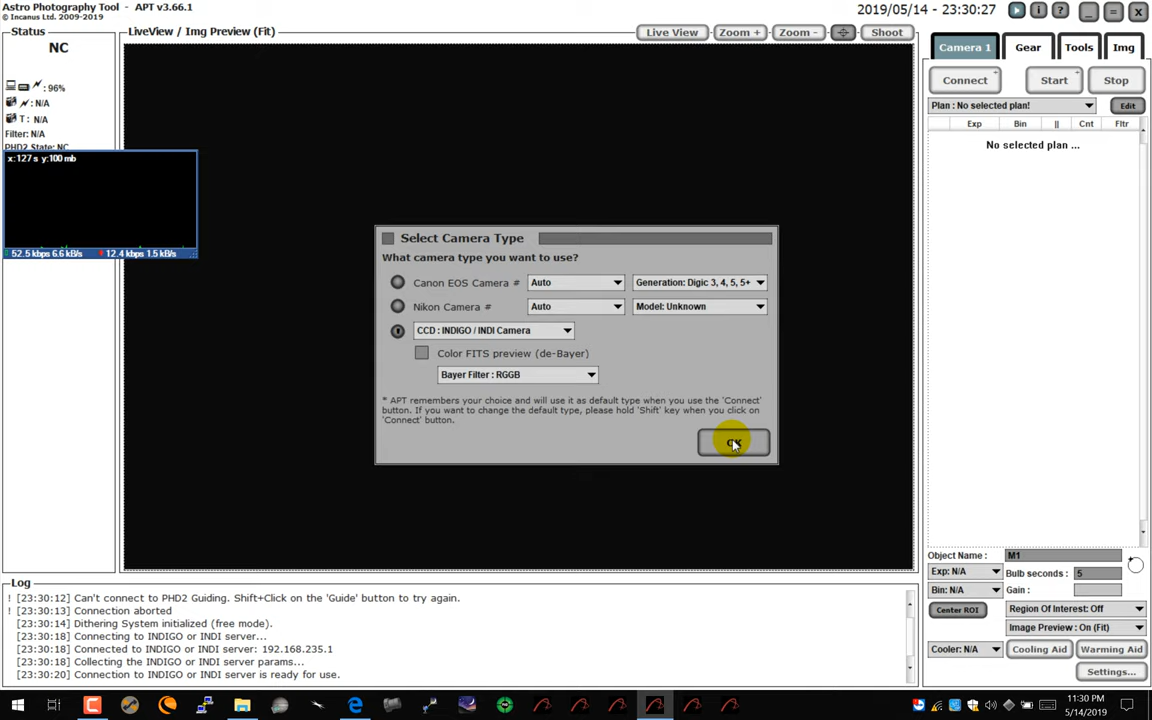 Astro Photography Tool - APT v3.66.1
© Incanus Ltd. 2009-2019
2019/05/14 - 23:30:27
Status
NC
: 96%
: N/A
T : N/A
Filter: N/A
PHD2 State: NC
x:127 s y:100 mb
52.5 kbps 6.6 kB/s 12.4 kbps 1.5 kB/s
LiveView / Img Preview (Fit)
Live View
Zoom +
Zoom -
Shoot
Camera 1
Gear
Tools
Img
Connect
Start
Stop
Plan : No selected plan!
Edit
Exp Bin || Cnt Fltr
No selected plan ...
Select Camera Type
What camera type you want to use?
Canon EOS Camera # Auto Generation: Digic 3, 4, 5, 5+
Nikon Camera # Auto Model: Unknown
CCD : INDIGO / INDI Camera
Color FITS preview (de-Bayer)
Bayer Filter : RGGB
* APT remembers your choice and will use it as default type when you use the 'Connect'
button. If you want to change the default type, please hold 'Shift' key when you click on
'Connect' button.
OK
Object Name : M1
Exp: N/A Bulb seconds : 5
Bin: N/A Gain :
Center ROI Region Of Interest: Off
Image Preview : On (Fit)
Cooler: N/A Cooling Aid Warming Aid
Settings...
Log
! [23:30:12] Can't connect to PHD2 Guiding. Shift+Click on the 'Guide' button to try again.
! [23:30:13] Connection aborted
[23:30:14] Dithering System initialized (free mode).
[23:30:18] Connecting to INDIGO or INDI server...
[23:30:18] Connected to INDIGO or INDI server: 192.168.235.1
[23:30:18] Collecting the INDIGO or INDI server params...
[23:30:20] Connection to INDIGO or INDI server is ready for use.
11:30 PM
5/14/2019